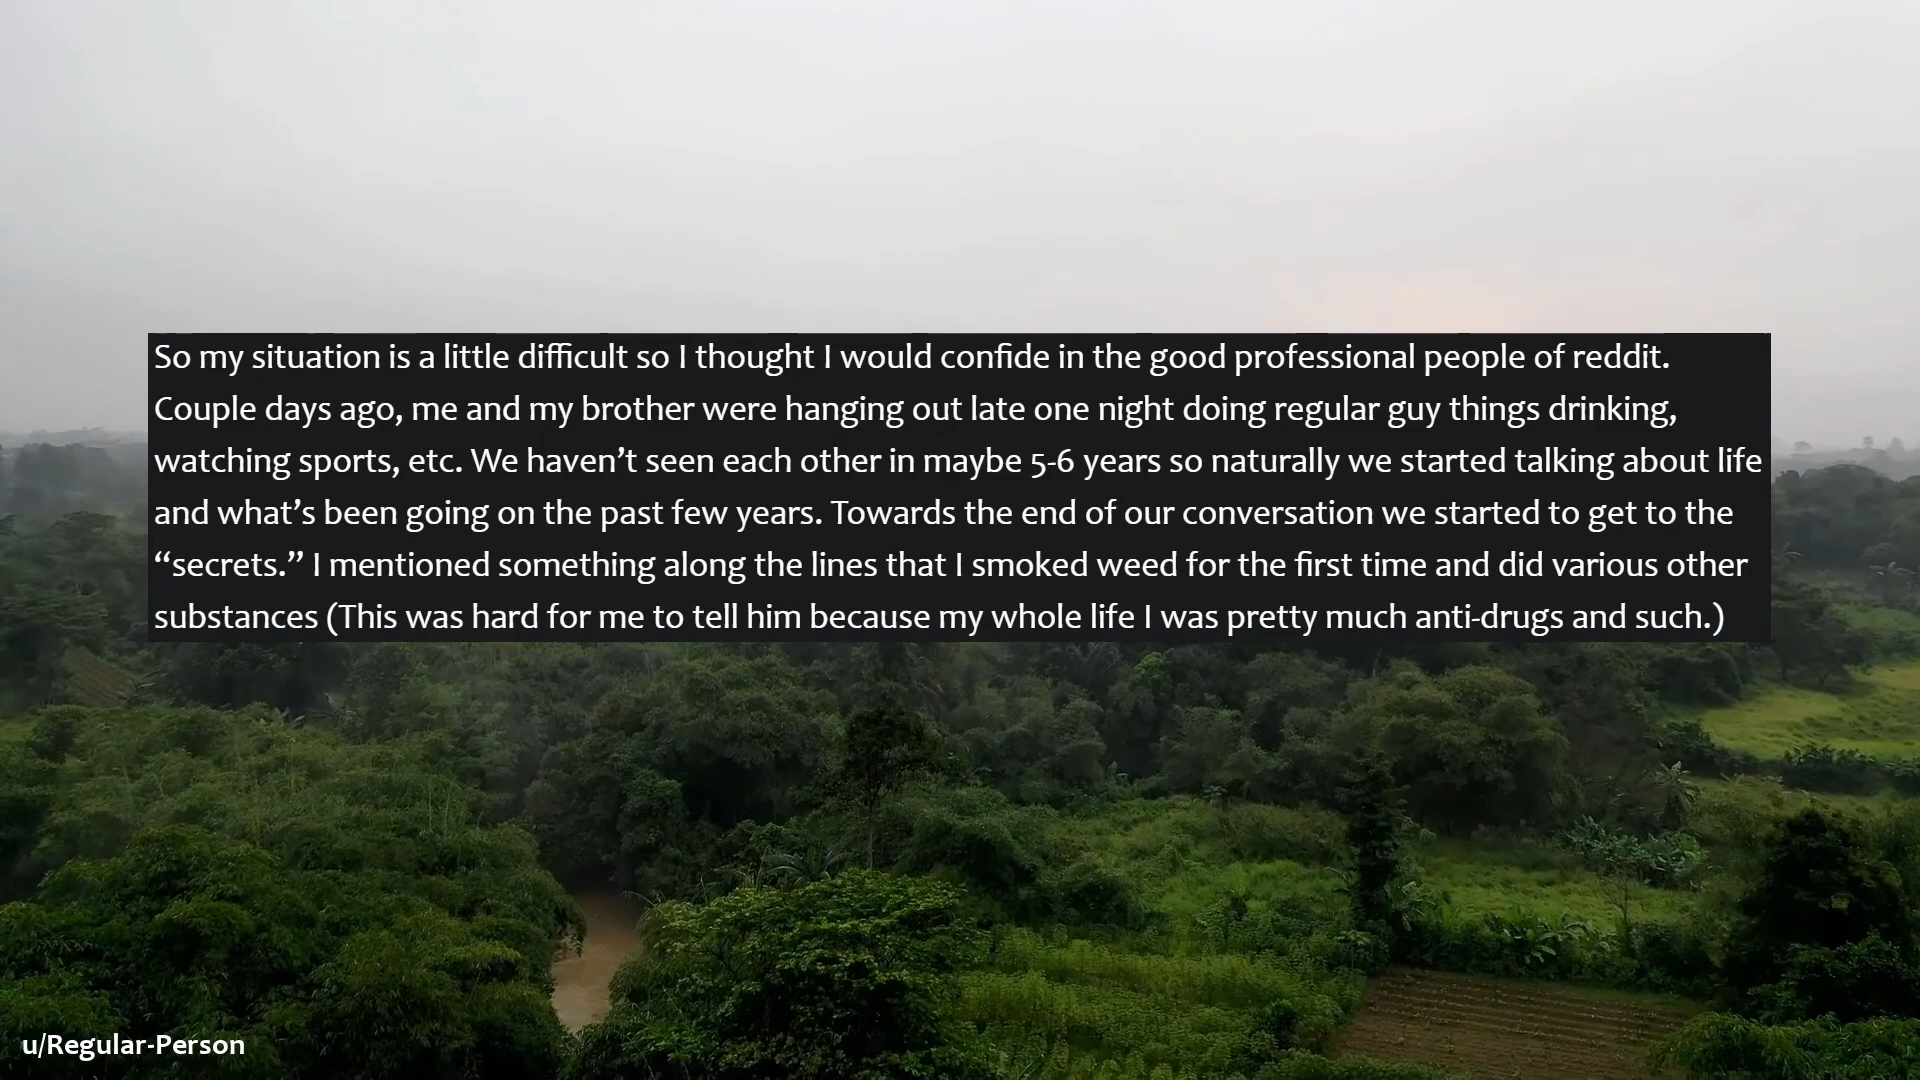 So my situation is a little difficult so I thought I would confide in the good professional people of reddit.
Couple days ago, me and my brother were hanging out late one night doing regular guy things drinking,
watching sports, etc. We haven’t seen each other in maybe 5-6 years so naturally we started talking about life
and what’s been going on the past few years. Towards the end of our conversation we started to get to the
“secrets.” I mentioned something along the lines that I smoked weed for the first time and did various other
substances (This was hard for me to tell him because my whole life I was pretty much anti-drugs and such.)
u/Regular-Person